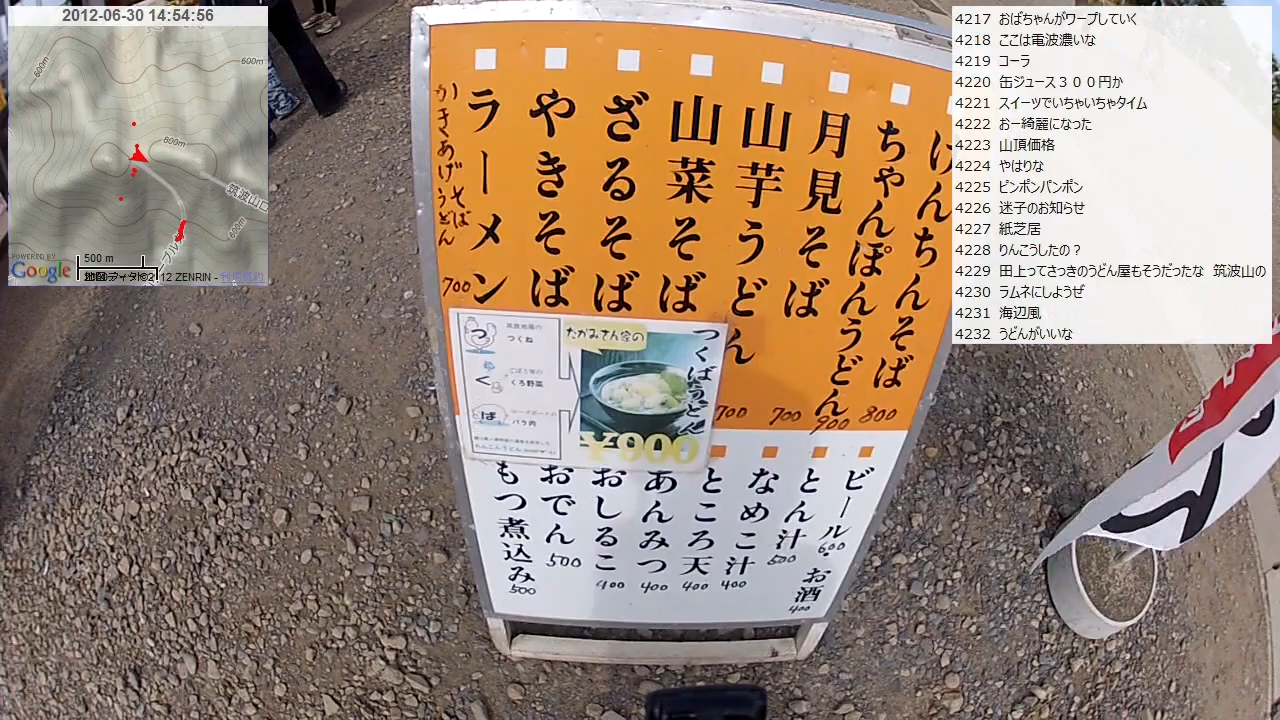 2012-06-30 14:54:56
600m
600m
800m
600m
筑波山口
POWERED BY
Google
500 m
地図データ ©2012 ZENRIN -
4217 おばちゃんがワープしていく
4218 ここは電波濃いな
4219 コーラ
4220 缶ジュース３００円か
4221 スイーツでいちゃいちゃタイム
4222 おー綺麗になった
4223 山頂価格
4224 やはりな
4225 ピンポンパンポン
4226 迷子のお知らせ
4227 紙芝居
4228 りんこうしたの？
4229 田上ってさっきのうどん屋もそうだったな 筑波山の
4230 ラムネにしようぜ
4231 海辺風
4232 うどんがいいな
けんちんそば 800
ちゃんぽんうどん 900
月見そば 700
山芋うどん 700
山菜そば
ざるそば
やきそば
ラーメン
かきあげそばうどん 700
つくばうどん
たがみさん家の
¥900
つ
つくね
く
くろ野菜
ば
バラ肉
ビール 600・お酒 400
とん汁 500
なめこ汁 400
ところ天 400
あんみつ 400
おしるこ 400
おでん 500
もつ煮込み 500